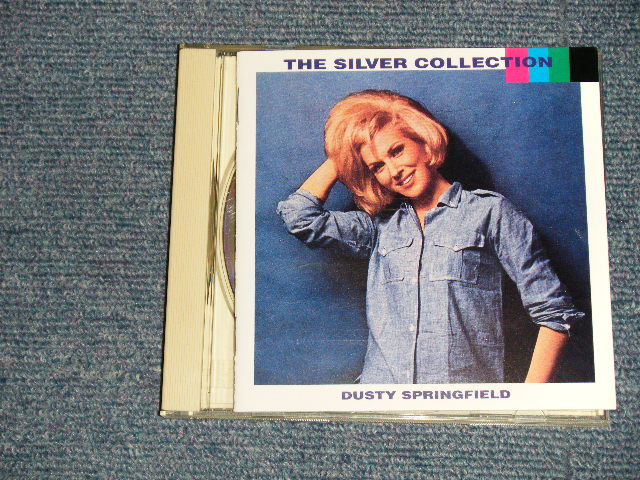 THE SILVER COLLECTION
DUSTY SPRINGFIELD